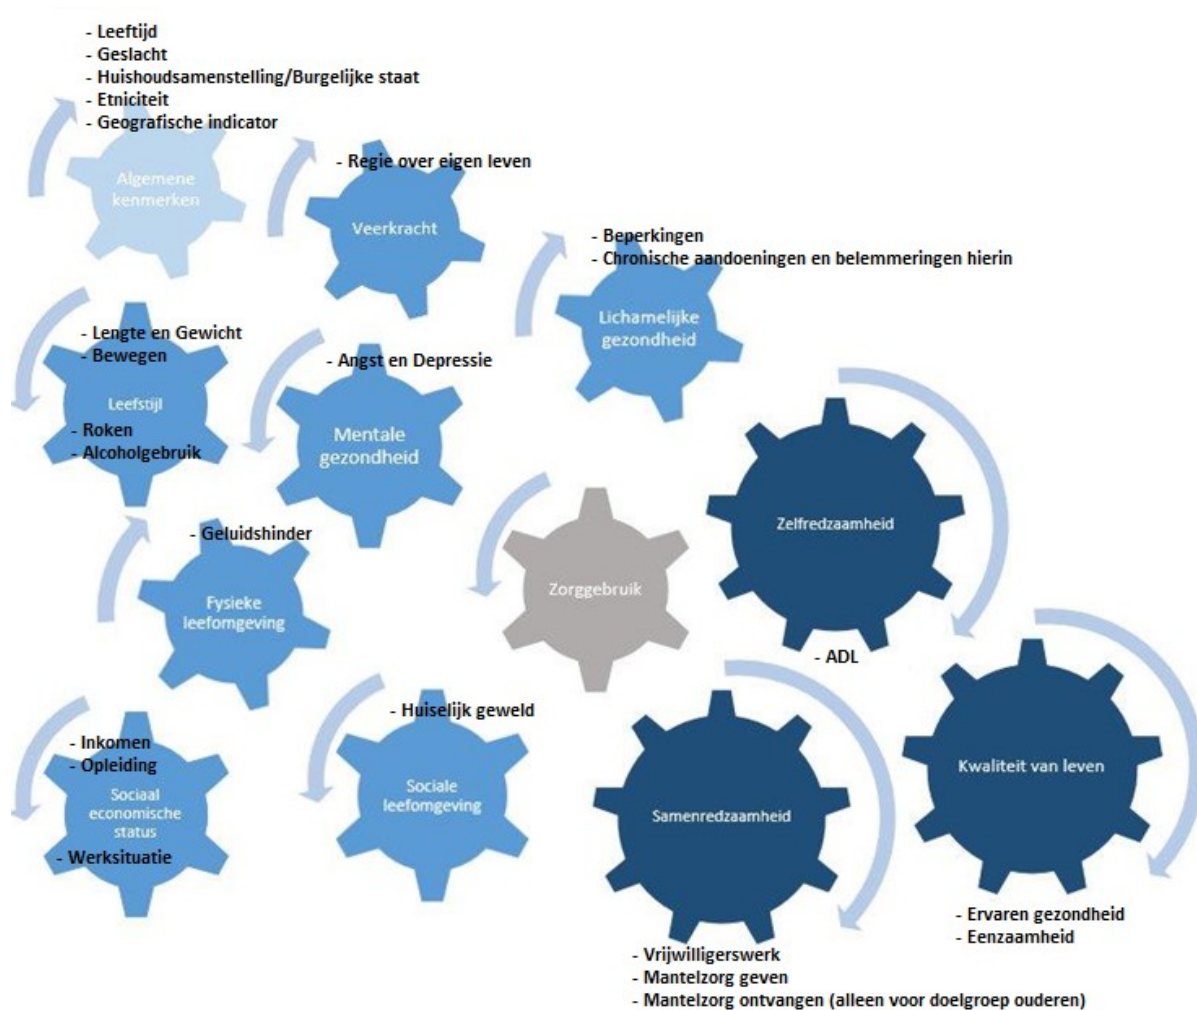 - Leeftijd
- Geslacht
- Huishoudsamenstelling/Burgelijke staat
- Etniciteit
- Geografische indicator
Algemene
kenmerken
- Regie over eigen leven
Veerkracht
- Beperkingen
- Chronische aandoeningen en belemmeringen hierin
Lichamelijke
gezondheid
- Lengte en Gewicht
- Bewegen
Leefstijl
- Roken
- Alcoholgebruik
- Angst en Depressie
Mentale
gezondheid
Zelfredzaamheid
- ADL
- Geluidshinder
Fysieke
leefomgeving
Zorggebruik
- Inkomen
- Opleiding
Sociaal
economische
status
- Werksituatie
- Huiselijk geweld
Sociale
leefomgeving
Samenredzaamheid
- Vrijwilligerswerk
- Mantelzorg geven
- Mantelzorg ontvangen (alleen voor doelgroep ouderen)
Kwaliteit van leven
- Ervaren gezondheid
- Eenzaamheid